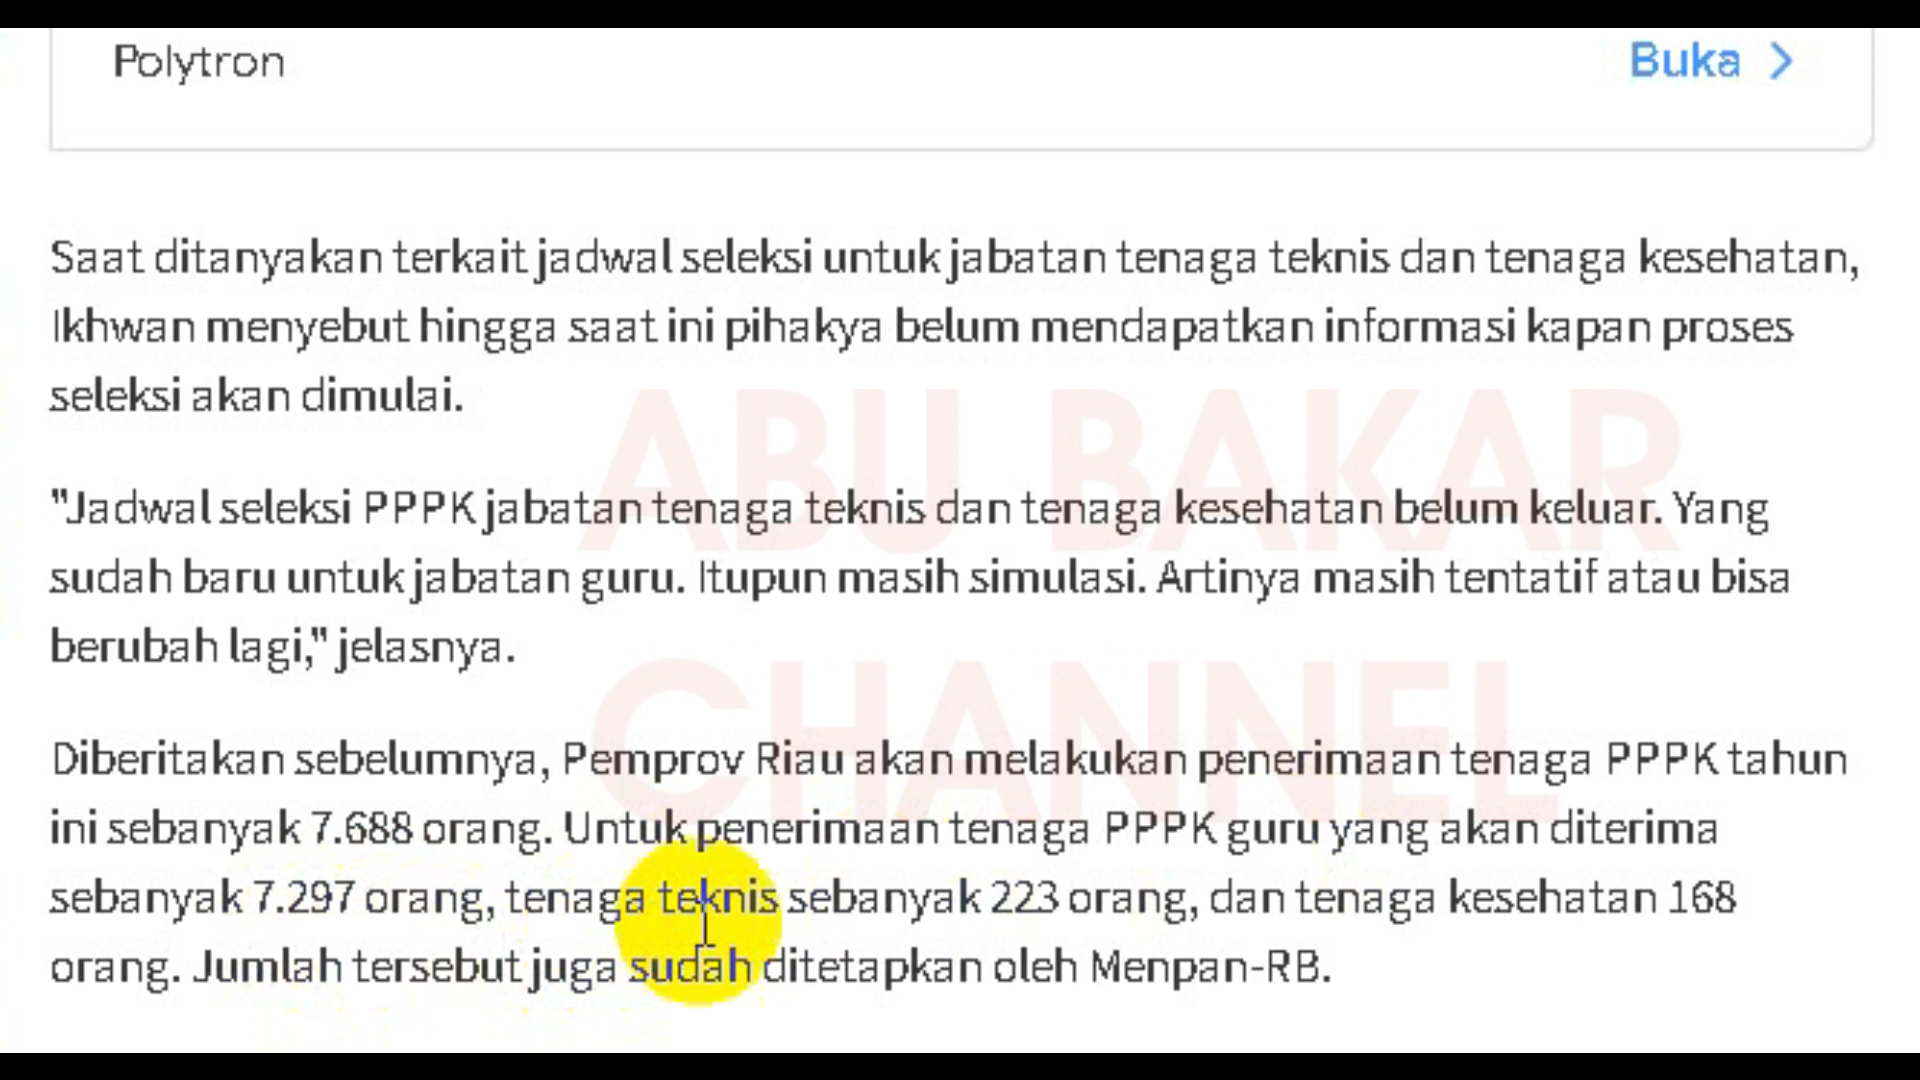 Polytron
Buka
Saat ditanyakan terkait jadwal seleksi untuk jabatan tenaga teknis dan tenaga kesehatan,
Ikhwan menyebut hingga saat ini pihakya belum mendapatkan informasi kapan proses
seleksi akan dimulai.
"Jadwal seleksi PPPK jabatan tenaga teknis dan tenaga kesehatan belum keluar. Yang
sudah baru untuk jabatan guru. Itupun masih simulasi. Artinya masih tentatif atau bisa
berubah lagi," jelasnya.
Diberitakan sebelumnya, Pemprov Riau akan melakukan penerimaan tenaga PPPK tahun
ini sebanyak 7.688 orang. Untuk penerimaan tenaga PPPK guru yang akan diterima
sebanyak 7.297 orang, tenaga teknis sebanyak 223 orang, dan tenaga kesehatan 168
orang. Jumlah tersebut juga sudah ditetapkan oleh Menpan-RB.
ABU BAKAR
CHANNEL